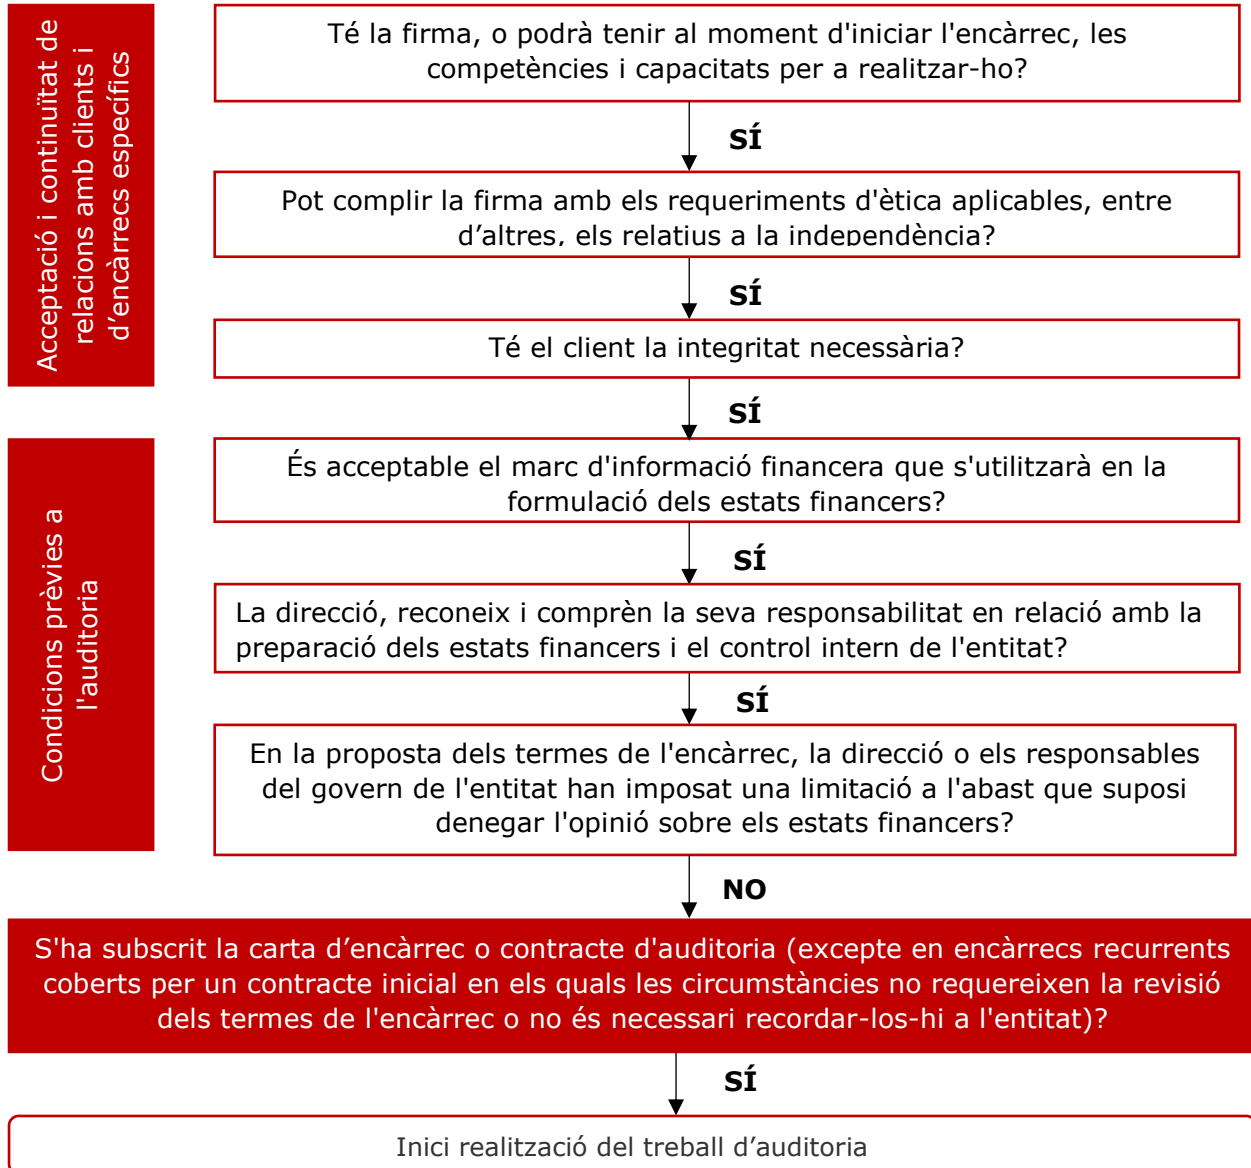 Acceptació i continuïtat de
relacions amb clients i
d’encàrrecs específics
Té la firma, o podrà tenir al moment d'iniciar l'encàrrec, les
competències i capacitats per a realitzar-ho?
SÍ
Pot complir la firma amb els requeriments d'ètica aplicables, entre
d’altres, els relatius a la independència?
SÍ
Té el client la integritat necessària?
SÍ
Condicions prèvies a
l'auditoria
És acceptable el marc d'informació financera que s'utilitzarà en la
formulació dels estats financers?
SÍ
La direcció, reconeix i comprèn la seva responsabilitat en relació amb la
preparació dels estats financers i el control intern de l'entitat?
SÍ
En la proposta dels termes de l'encàrrec, la direcció o els responsables
del govern de l'entitat han imposat una limitació a l'abast que suposi
denegar l'opinió sobre els estats financers?
NO
S'ha subscrit la carta d’encàrrec o contracte d'auditoria (excepte en encàrrecs recurrents
coberts per un contracte inicial en els quals les circumstàncies no requereixen la revisió
dels termes de l'encàrrec o no és necessari recordar-los-hi a l'entitat)?
SÍ
Inici realització del treball d’auditoria